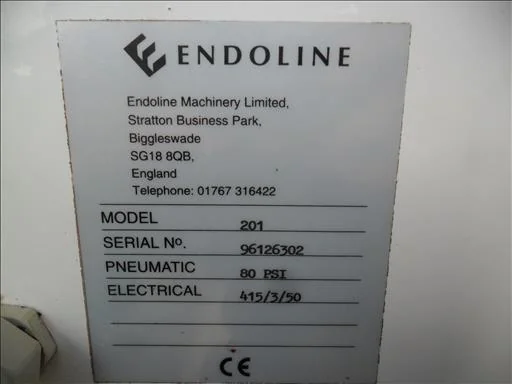 ENDOLINE
Endoline Machinery Limited,
Stratton Business Park,
Biggleswade
SG18 8QB,
England
Telephone: 01767 316422
MODEL 201
SERIAL No. 96126302
PNEUMATIC 80 PSI
ELECTRICAL 415/3/50
CE